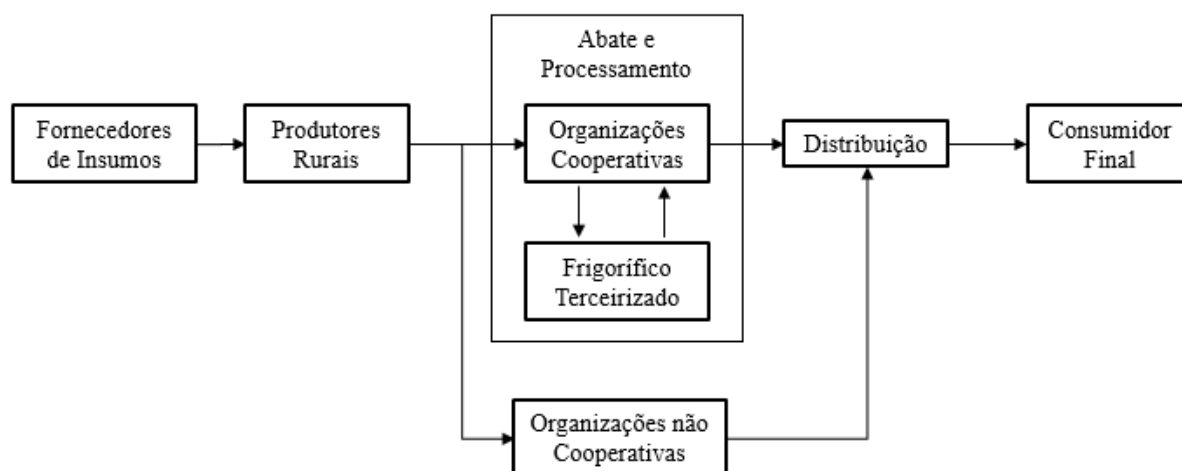 Abate e
Processamento
Fornecedores
de Insumos
Produtores
Rurais
Organizações
Cooperativas
Distribuição
Consumidor
Final
Frigorífico
Terceirizado
Organizações não
Cooperativas